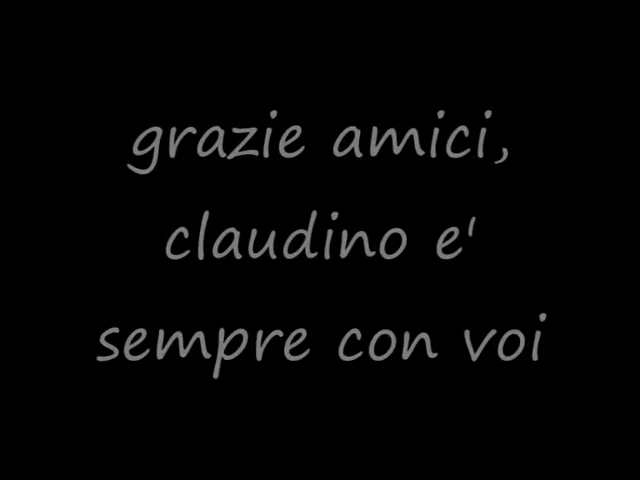 grazie amici,
claudino e'
sempre con voi